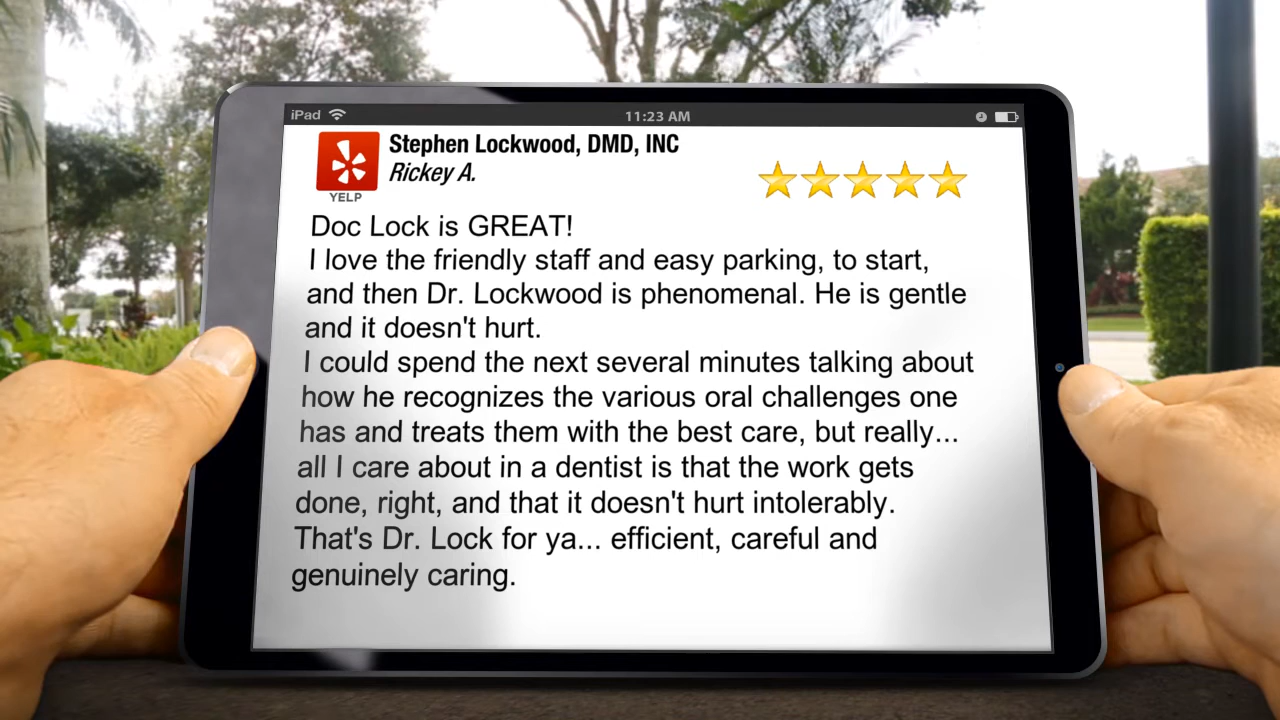 iPad
11:23 AM
Stephen Lockwood, DMD, INC
Rickey A.
YELP
Doc Lock is GREAT!
I love the friendly staff and easy parking, to start,
and then Dr. Lockwood is phenomenal. He is gentle
and it doesn't hurt.
I could spend the next several minutes talking about
how he recognizes the various oral challenges one
has and treats them with the best care, but really...
all I care about in a dentist is that the work gets
done, right, and that it doesn't hurt intolerably.
That's Dr. Lock for ya... efficient, careful and
genuinely caring.